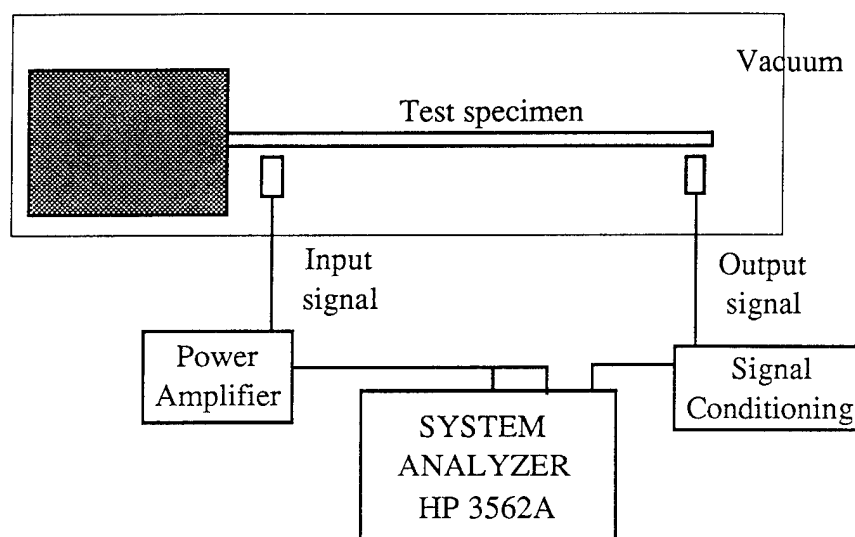 Vacuum
Test specimen
Input
signal
Output
signal
Power
Amplifier
Signal
Conditioning
SYSTEM
ANALYZER
HP 3562A